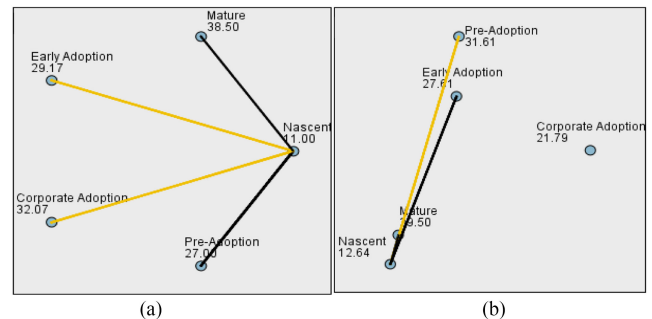 Mature
38.50
Early Adoption
29.17
Nascent
11.00
Corporate Adoption
32.07
Pre-Adoption
27.00
(a)
Pre-Adoption
31.61
Early Adoption
27.61
Corporate Adoption
21.79
Mature
Nascent
12.64
(b)